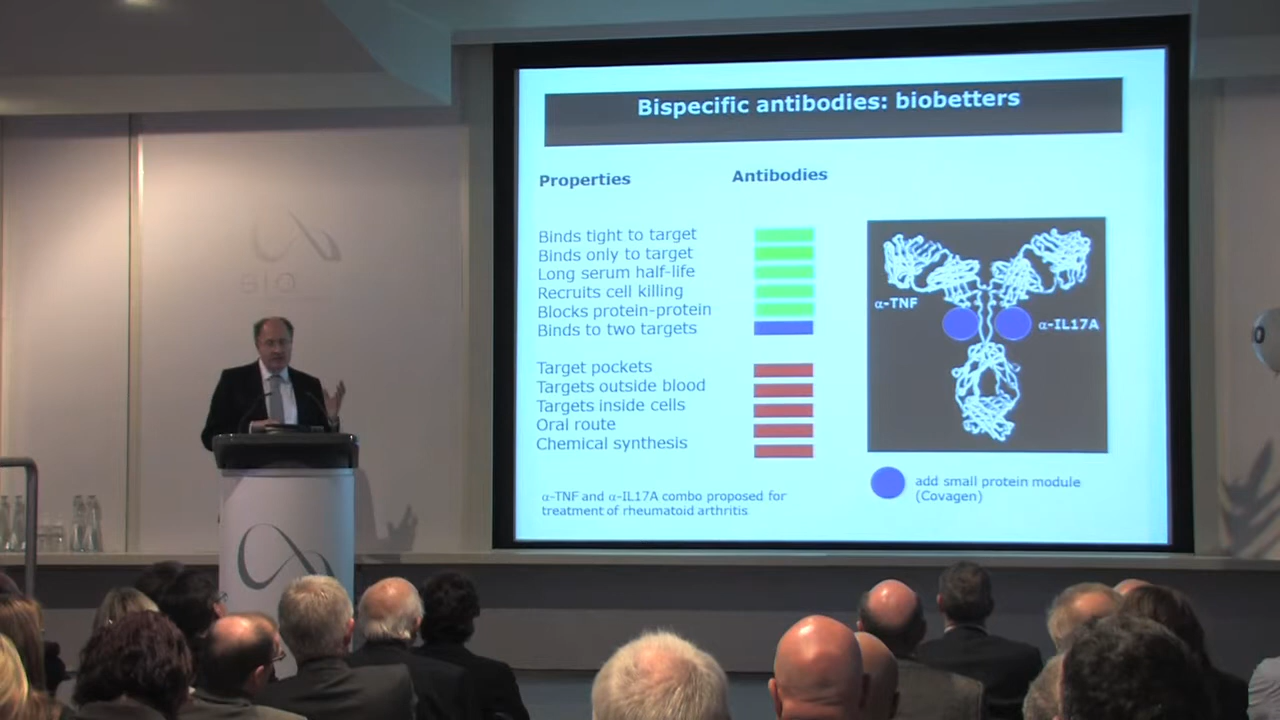 Bispecific antibodies: biobetters
Properties
Antibodies
Binds tight to target
Binds only to target
Long serum half-life
Recruits cell killing
Blocks protein-protein
Binds to two targets
Target pockets
Targets outside blood
Targets inside cells
Oral route
Chemical synthesis
α-TNF and α-IL17A combo proposed for
treatment of rheumatoid arthritis
α-TNF
α-IL17A
add small protein module
(Covagen)